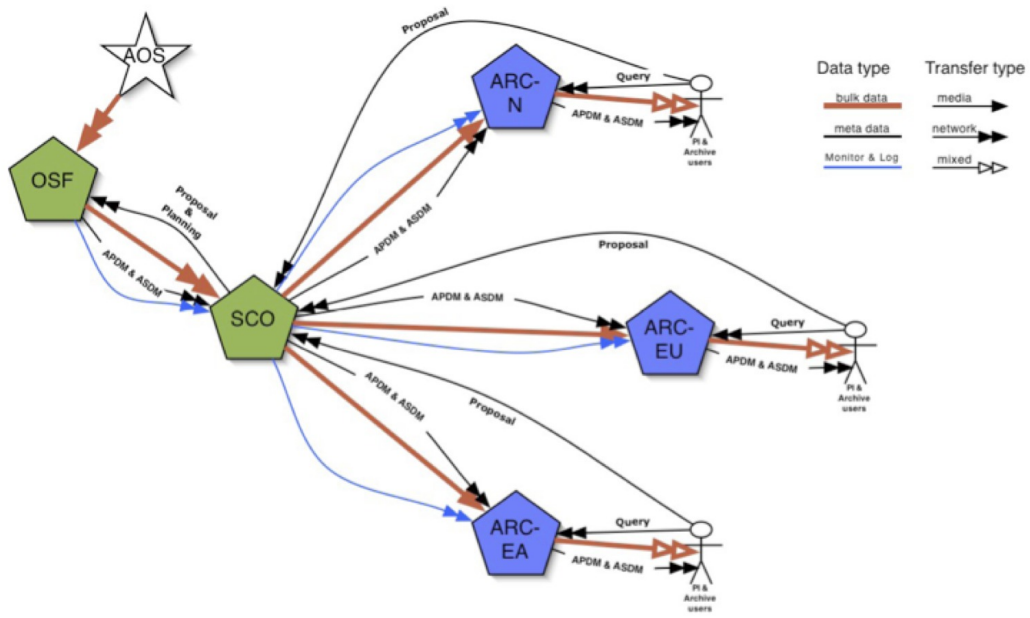 Proposal
AOS
ARC-
N
Query
APDM & ASDM
PI &
Archive
users
Data type
Transfer type
bulk data
media
meta data
network
Monitor & Log
mixed
OSF
Proposal
&
Planning
APDM & ASDM
APDM & ASDM
SCO
Proposal
APDM & ASDM
ARC-
EU
Query
APDM & ASDM
PI &
Archive
users
APDM & ASDM
Proposal
ARC-
EA
Query
APDM & ASDM
PI &
Archive
users